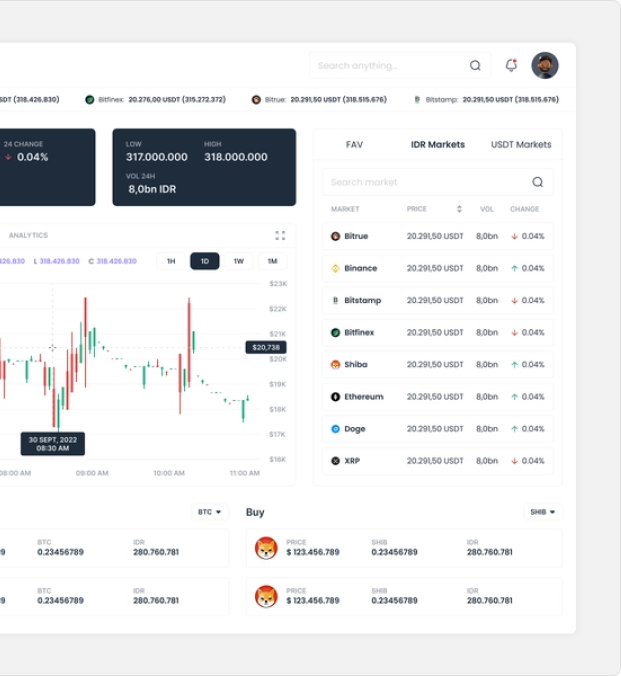 Search anything...
SDT (318.426.830) Bitfinex: 20.276,00 USDT (315.272.372) Bitrue: 20.291,50 USDT (318.515.676) Bitstamp: 20.291,50 USDT (318.515.676)
24 CHANGE
0.04%
LOW HIGH
317.000.000 318.000.000
VOL 24H
8,0bn IDR
FAV IDR Markets USDT Markets
Search market
MARKET PRICE VOL CHANGE
Bitrue 20.291,50 USDT 8,0bn 0.04%
Binance 20.291,50 USDT 8,0bn 0.04%
Bitstamp 20.291,50 USDT 8,0bn 0.04%
Bitfinex 20.291,50 USDT 8,0bn 0.04%
Shiba 20.291,50 USDT 8,0bn 0.04%
Ethereum 20.291,50 USDT 8,0bn 0.04%
Doge 20.291,50 USDT 8,0bn 0.04%
XRP 20.291,50 USDT 8,0bn 0.04%
ANALYTICS
426.830 L 318.426.830 C 318.426.830 1H 1D 1W 1M
$23K
$22K
$21K
$20,738
$20K
$19K
$18K
$17K
$16K
30 SEPT, 2022
08:30 AM
08:00 AM 09:00 AM 10:00 AM 11:00 AM
BTC
BTC IDR
9 0.23456789 280.760.781
BTC IDR
9 0.23456789 280.760.781
Buy SHIB
PRICE SHIB IDR
$ 123.456.789 0.23456789 280.760.781
PRICE SHIB IDR
$ 123.456.789 0.23456789 280.760.781